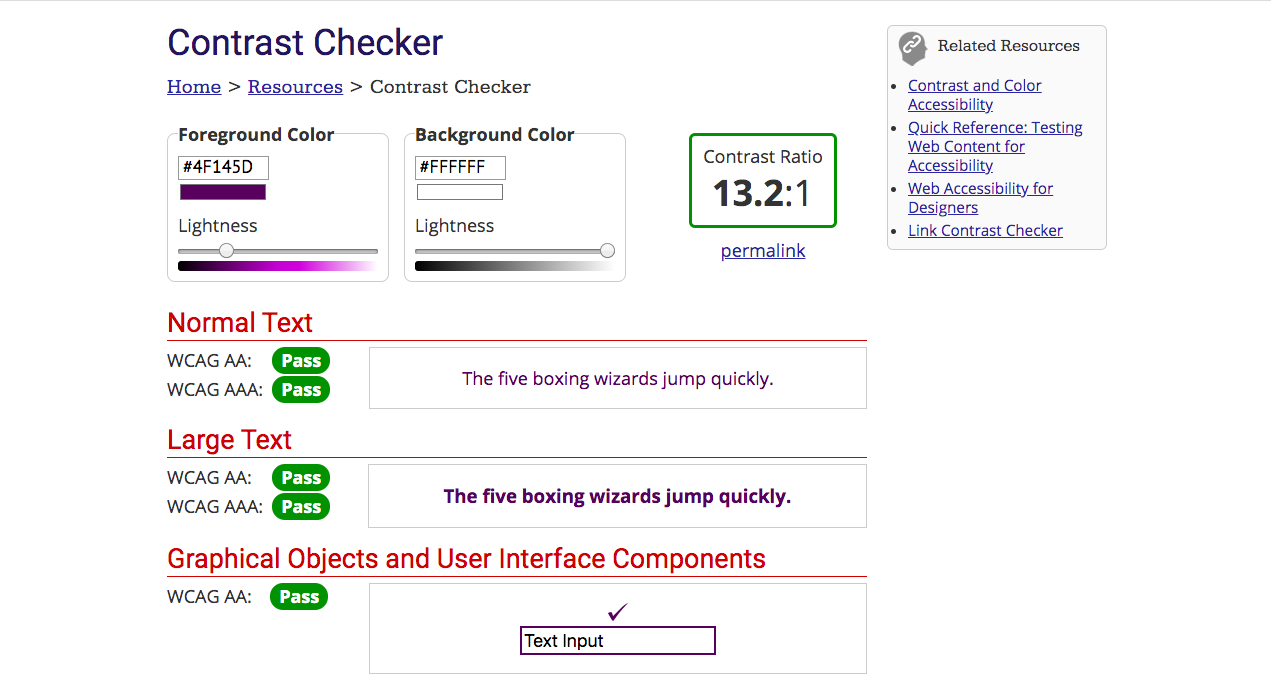 Contrast Checker
Home > Resources > Contrast Checker
Foreground Color
#4F145D
Lightness
Background Color
#FFFFFF
Lightness
Contrast Ratio
13.2:1
permalink
Related Resources
Contrast and Color
Accessibility
Quick Reference: Testing
Web Content for
Accessibility
Web Accessibility for
Designers
Link Contrast Checker
Normal Text
WCAG AA: Pass
WCAG AAA: Pass
The five boxing wizards jump quickly.
Large Text
WCAG AA: Pass
WCAG AAA: Pass
The five boxing wizards jump quickly.
Graphical Objects and User Interface Components
WCAG AA: Pass
Text Input